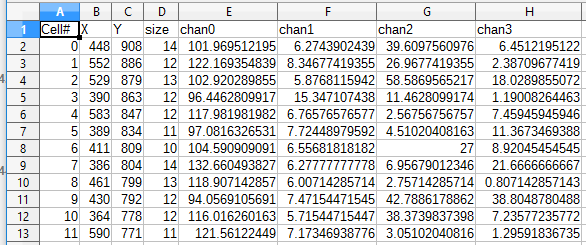 A B C D E F G H
1 Cell# X Y size chan0 chan1 chan2 chan3
2 0 448 908 14 101.969512195 6.2743902439 39.6097560976 6.4512195122
3 1 552 886 12 122.169354839 8.34677419355 26.9677419355 2.38709677419
4 2 529 879 13 102.920289855 5.8768115942 58.5869565217 18.0289855072
5 3 390 863 12 96.4462809917 15.347107438 11.4628099174 1.19008264463
6 4 583 847 12 117.981981982 6.76576576577 2.56756756757 7.45945945946
7 5 389 834 11 97.0816326531 7.72448979592 4.51020408163 11.3673469388
8 6 411 809 10 104.590909091 6.55681818182 27 8.92045454545
9 7 386 804 14 132.660493827 6.27777777778 6.95679012346 21.6666666667
10 8 461 799 13 118.907142857 6.00714285714 2.75714285714 0.807142857143
11 9 430 792 12 94.0569105691 7.47154471545 42.7886178862 38.8048780488
12 10 364 778 12 116.016260163 5.71544715447 38.3739837398 7.23577235772
13 11 590 771 11 121.56122449 7.17346938776 3.05102040816 1.29591836735